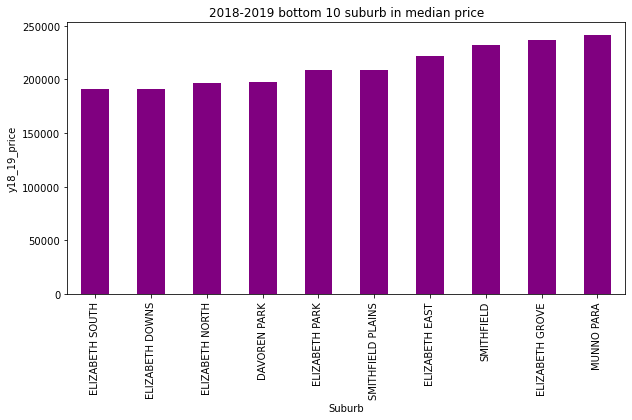 2018-2019 bottom 10 suburb in median price
y18_19_price
250000
200000
150000
100000
50000
0
ELIZABETH SOUTH
ELIZABETH DOWNS
ELIZABETH NORTH
DAVOREN PARK
ELIZABETH PARK
SMITHFIELD PLAINS
ELIZABETH EAST
SMITHFIELD
ELIZABETH GROVE
MUNNO PARA
Suburb